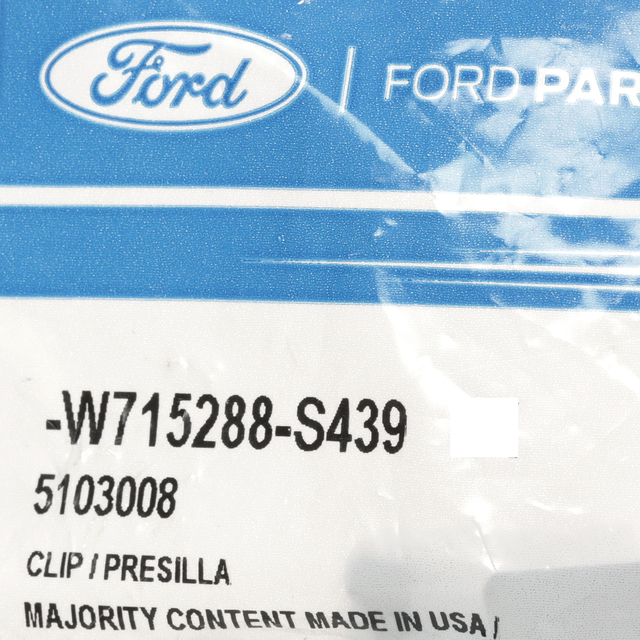 Ford | FORD PAR
-W715288-S439
5103008
CLIP / PRESILLA
MAJORITY CONTENT MADE IN USA /